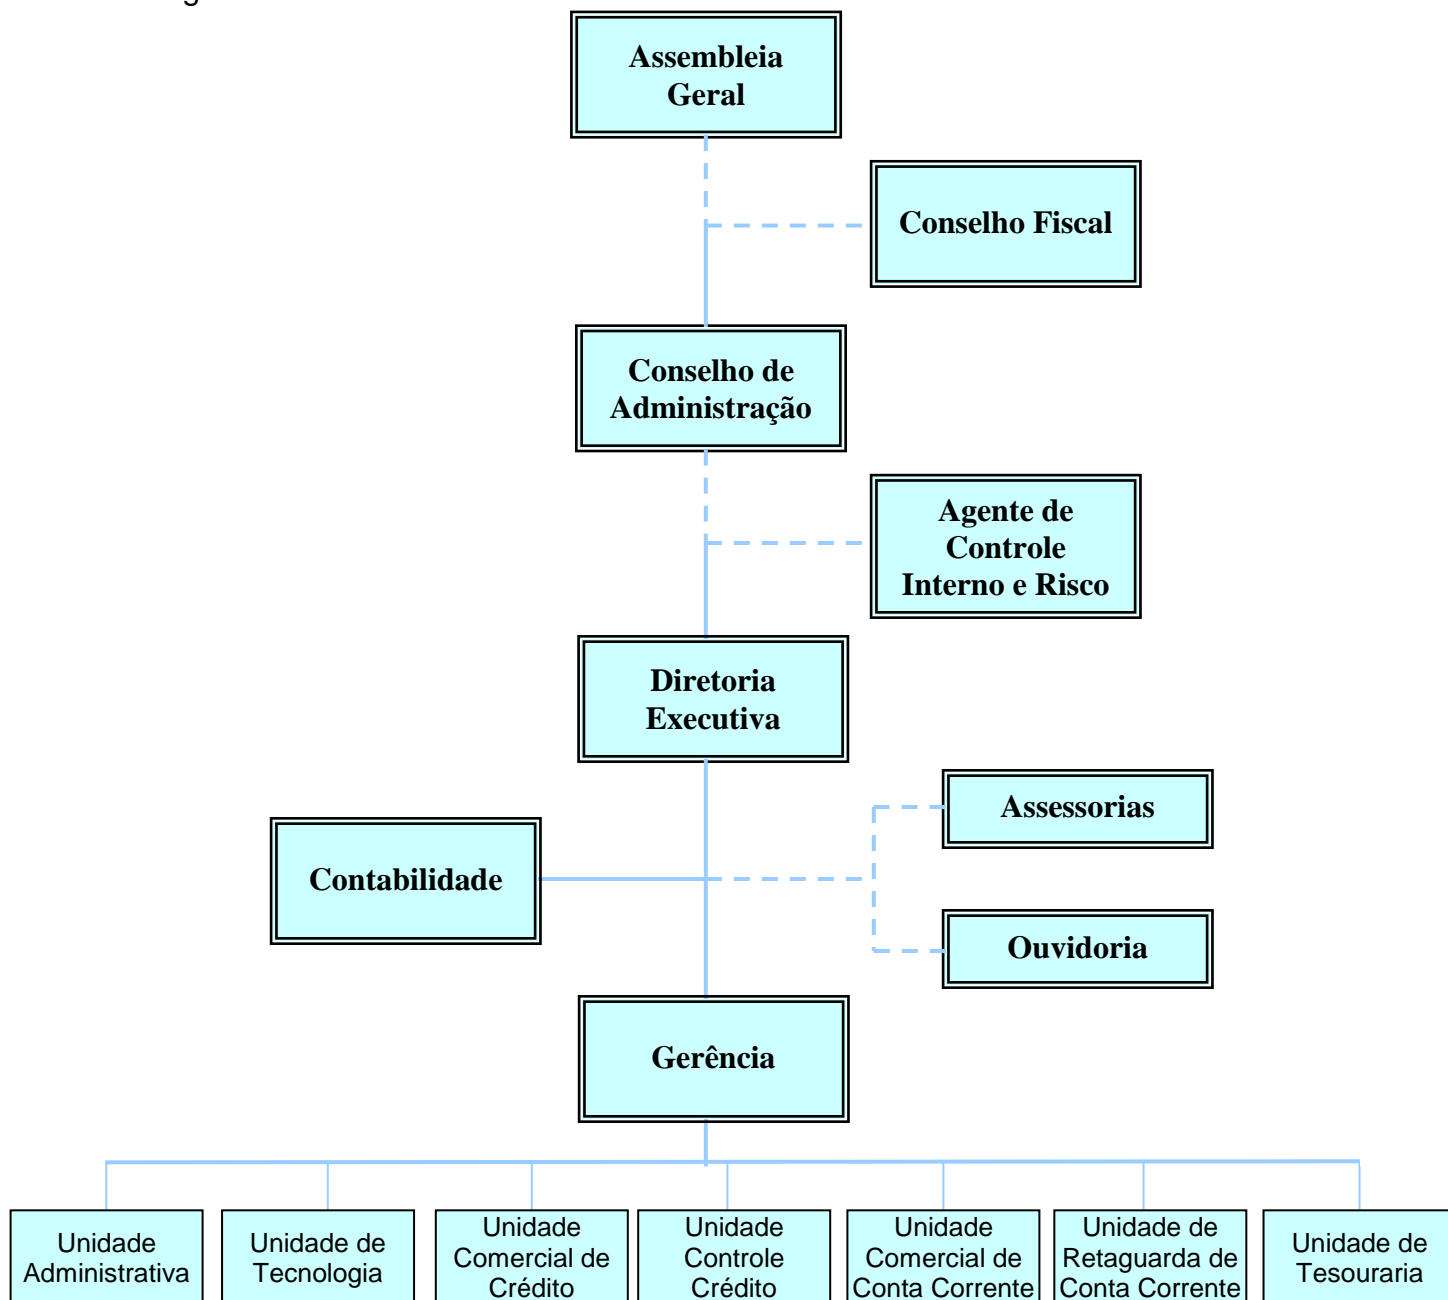 Assembleia
Geral
Conselho Fiscal
Conselho de
Administração
Agente de
Controle
Interno e Risco
Diretoria
Executiva
Assessorias
Contabilidade
Ouvidoria
Gerência
Unidade
Administrativa
Unidade de
Tecnologia
Unidade
Comercial de
Crédito
Unidade
Controle
Crédito
Unidade
Comercial de
Conta Corrente
Unidade de
Retaguarda de
Conta Corrente
Unidade de
Tesouraria